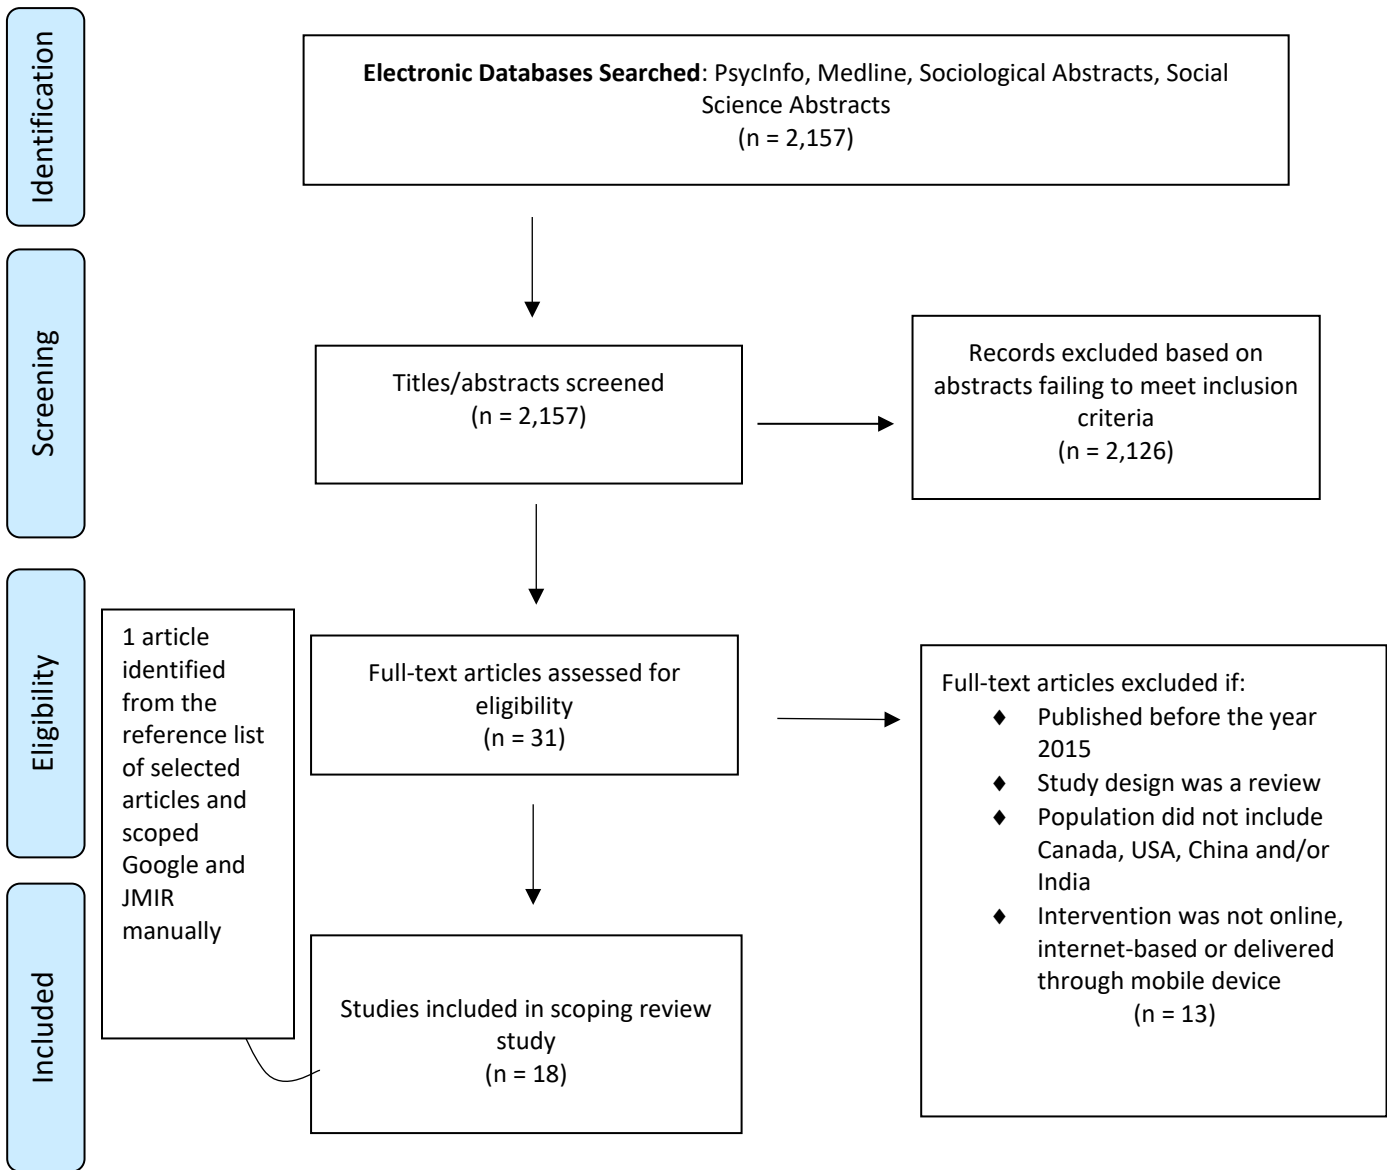 Identification
Electronic Databases Searched: PsycInfo, Medline, Sociological Abstracts, Social
Science Abstracts
(n = 2,157)
Screening
Titles/abstracts screened
(n = 2,157)
Records excluded based on
abstracts failing to meet inclusion
criteria
(n = 2,126)
Eligibility
1 article
identified
from the
reference list
of selected
articles and
scoped
Google and
JMIR
manually
Full-text articles assessed for
eligibility
(n = 31)
Full-text articles excluded if:
♦ Published before the year
2015
♦ Study design was a review
♦ Population did not include
Canada, USA, China and/or
India
♦ Intervention was not online,
internet-based or delivered
through mobile device
(n = 13)
Included
Studies included in scoping review
study
(n = 18)